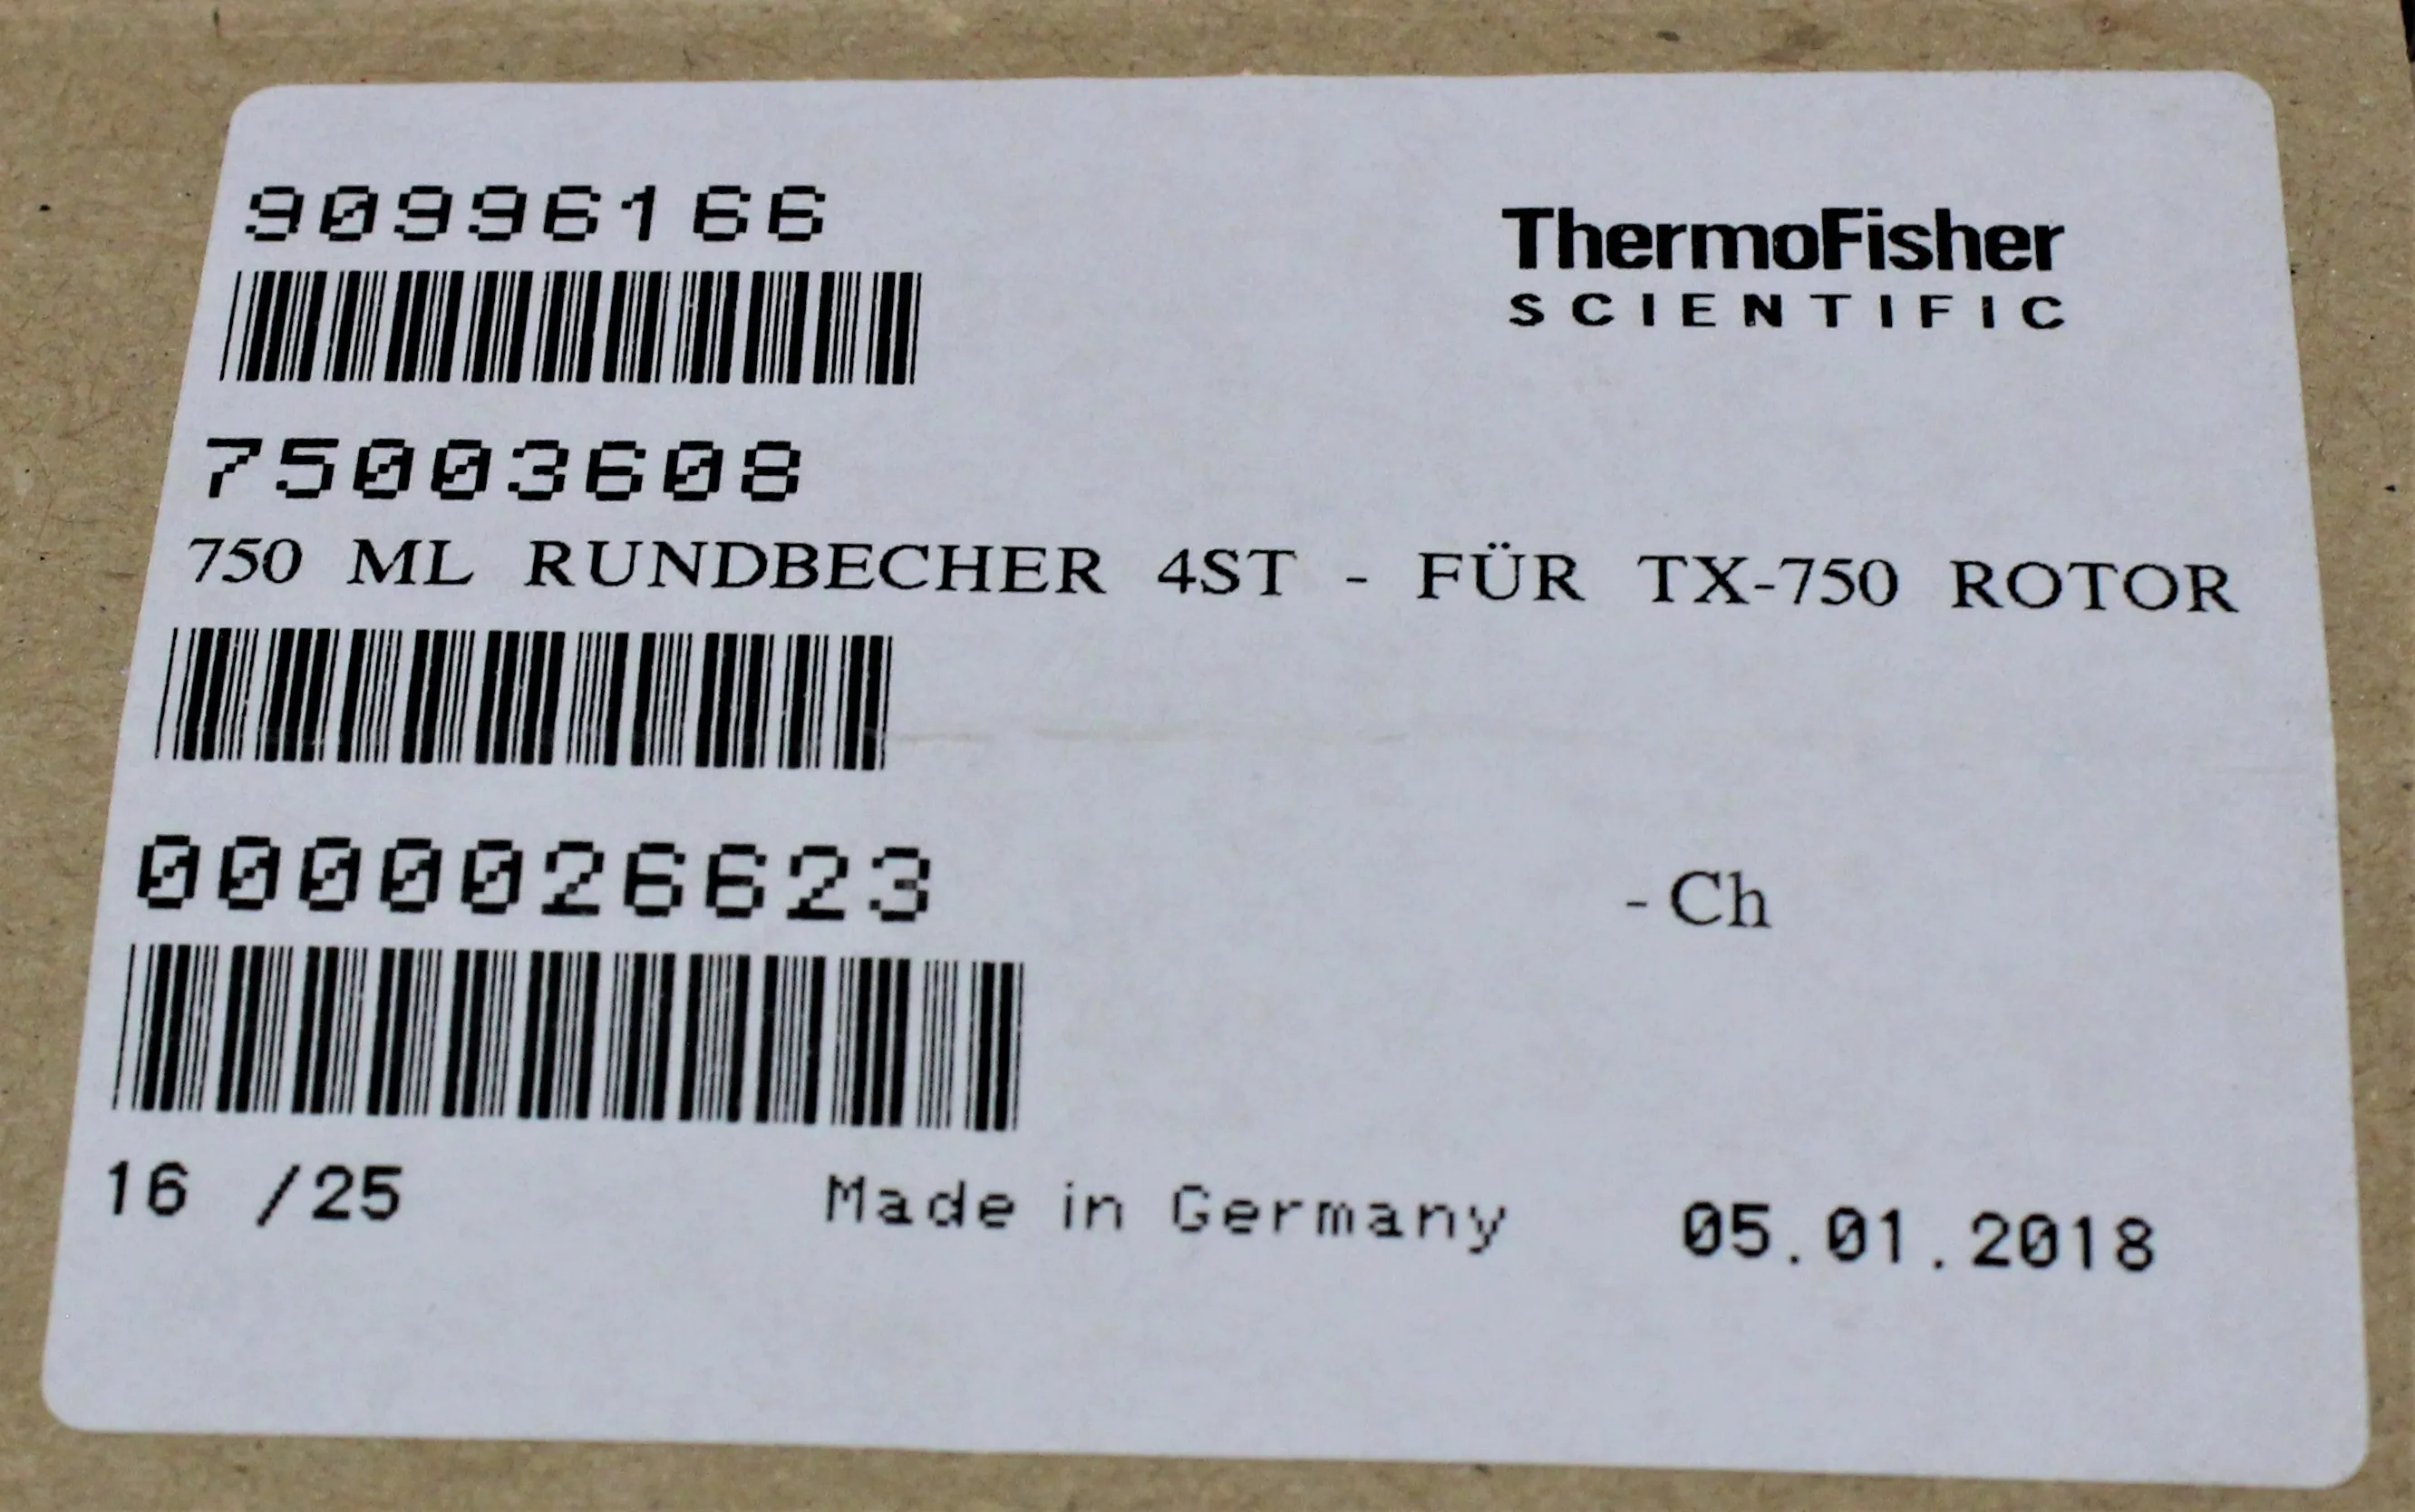 90996166
ThermoFisher
SCIENTIFIC
75003608
750 ML RUNDBECHER 4ST - FÜR TX-750 ROTOR
0000026623
- Ch
16 /25
Made in Germany
05.01.2018